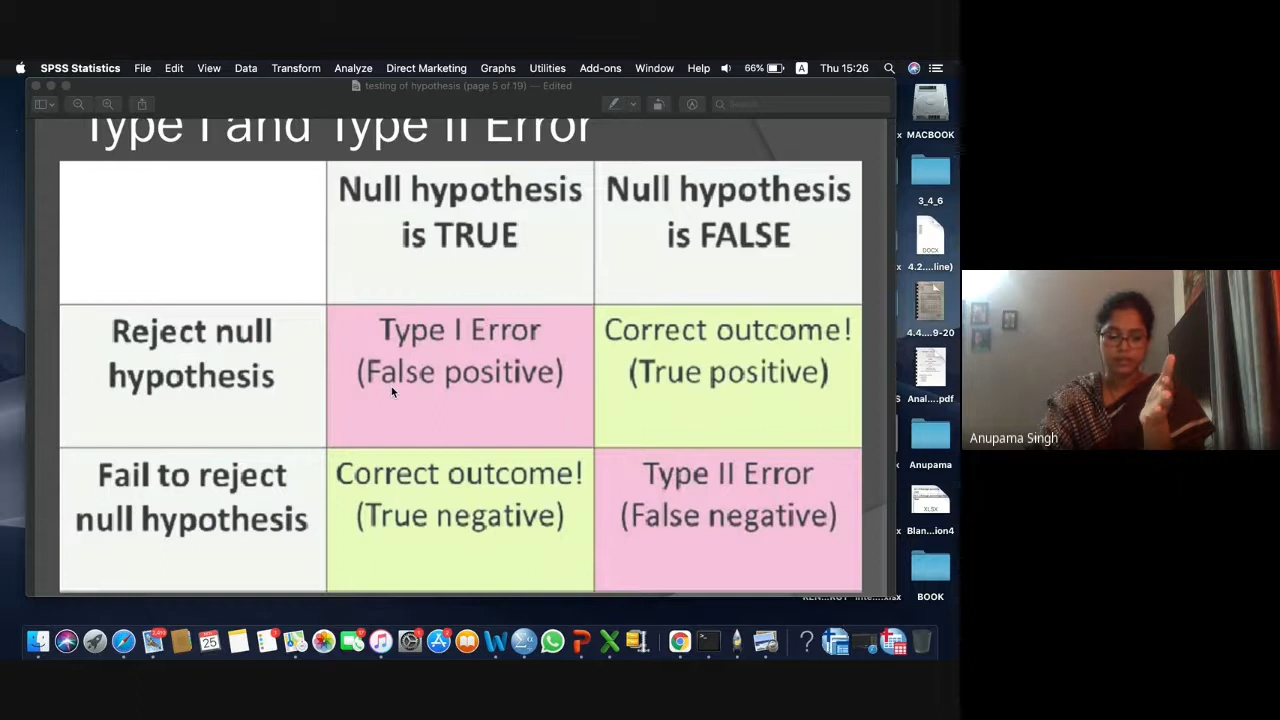 SPSS Statistics File Edit View Data Transform Analyze Direct Marketing Graphs Utilities Add-ons Window Help 66% A Thu 15:26
testing of hypothesis (page 5 of 19) — Edited
Search
Type I and Type II Error
Null hypothesis
is TRUE
Null hypothesis
is FALSE
Reject null
hypothesis
Type I Error
(False positive)
Correct outcome!
(True positive)
Fail to reject
null hypothesis
Correct outcome!
(True negative)
Type II Error
(False negative)
MACBOOK
3_4_6
DOCX
4.2....line)
4.4....9-20
Anal....pdf
Anupama
XLSX
Blan...ion4
BOOK
Anupama Singh
25